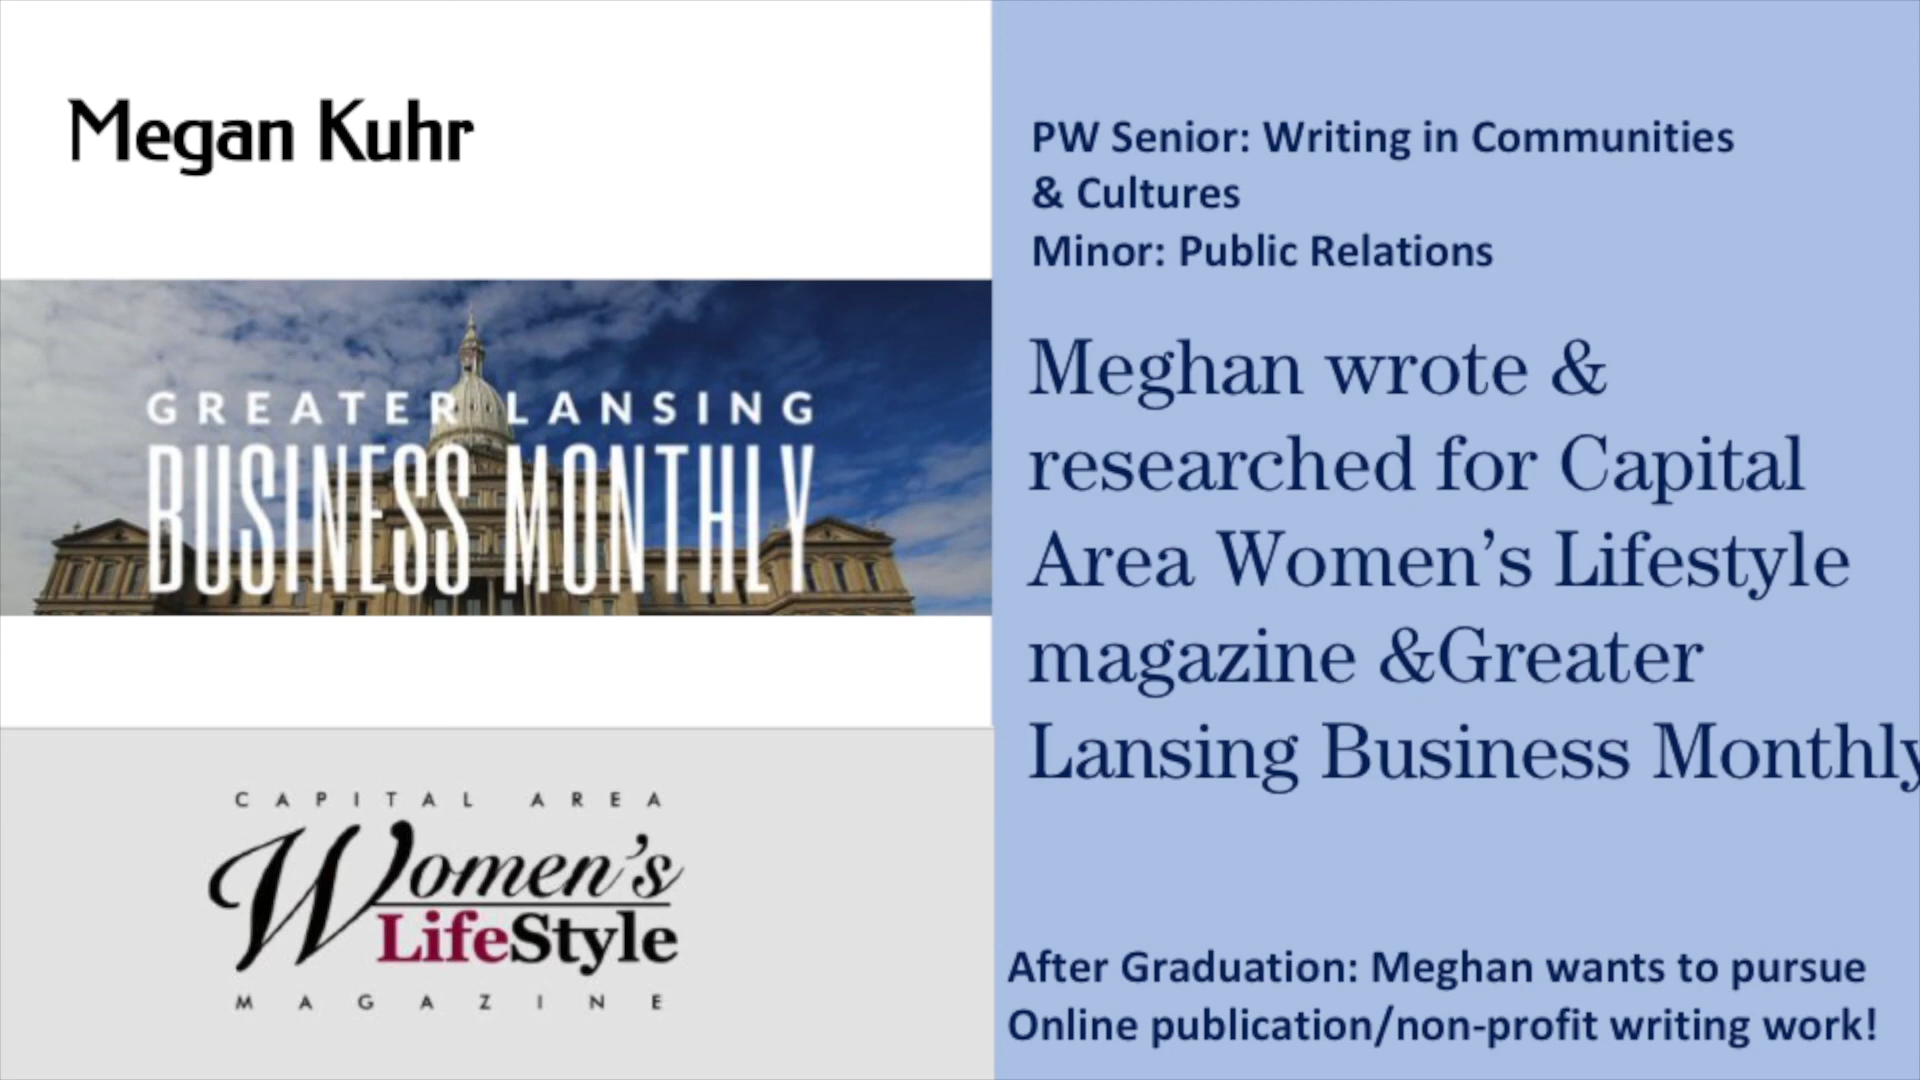 Megan Kuhr
GREATER LANSING
BUSINESS MONTHLY
CAPITAL AREA
Women's
LifeStyle
MAGAZINE
PW Senior: Writing in Communities
& Cultures
Minor: Public Relations
Meghan wrote &
researched for Capital
Area Women’s Lifestyle
magazine &Greater
Lansing Business Monthly
After Graduation: Meghan wants to pursue
Online publication/non-profit writing work!